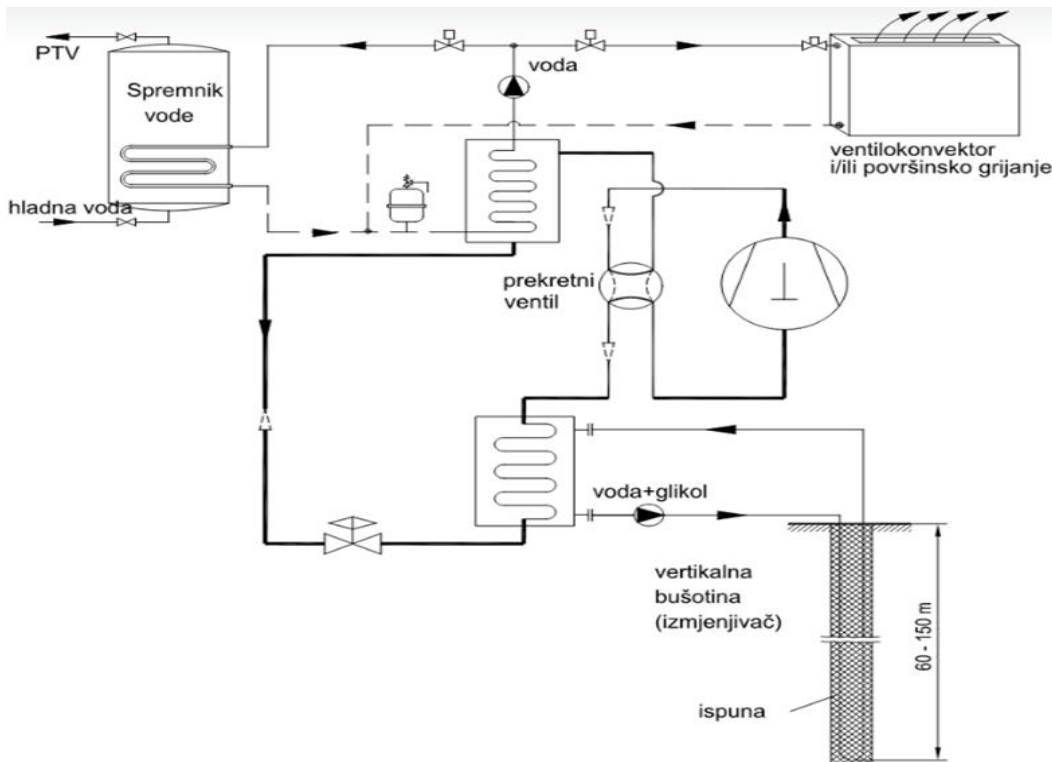 PTV
Spremnik
vode
hladna voda
voda
ventilokonvektor
i/ili površinsko grijanje
prekretni
ventil
voda+glikol
vertikalna
bušotina
(izmjenjivač)
60 - 150 m
ispuna